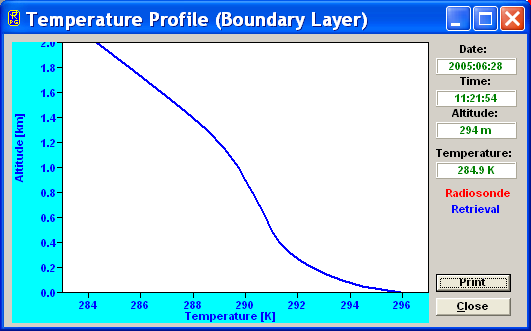 Temperature Profile (Boundary Layer)
Date:
2005:06:28
Time:
11:21:54
Altitude:
294 m
Temperature:
284.9 K
Radiosonde
Retrieval
Print
Close
Altitude [km]
2.0
1.8
1.6
1.4
1.2
1.0
0.8
0.6
0.4
0.2
0.0
284 286 288 290 292 294 296
Temperature [K]